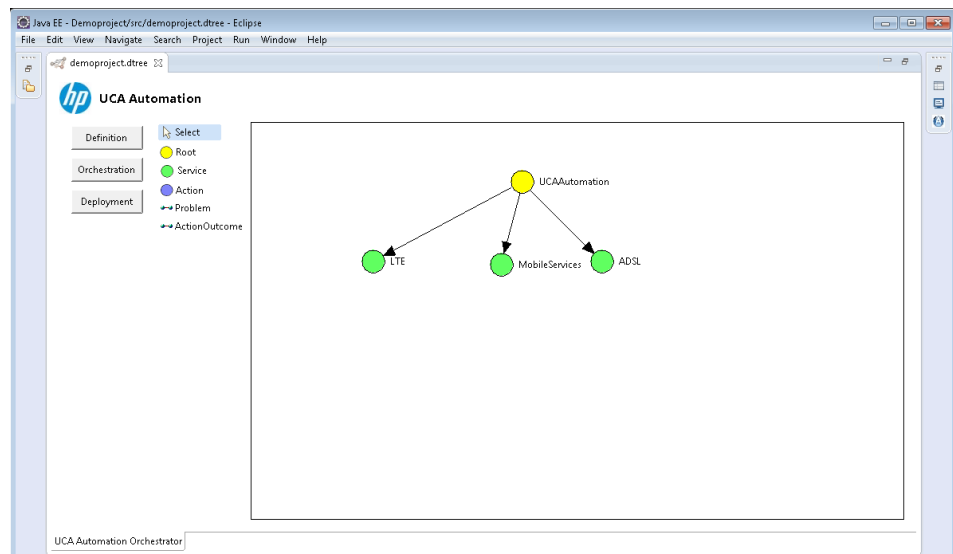 Java EE - Demoproject/src/demoproject.dtree - Eclipse
File Edit View Navigate Search Project Run Window Help
demoproject.dtree
hp UCA Automation
Definition
Orchestration
Deployment
Select
Root
Service
Action
Problem
ActionOutcome
UCAAutomation
LTE
MobileServices
ADSL
UCA Automation Orchestrator